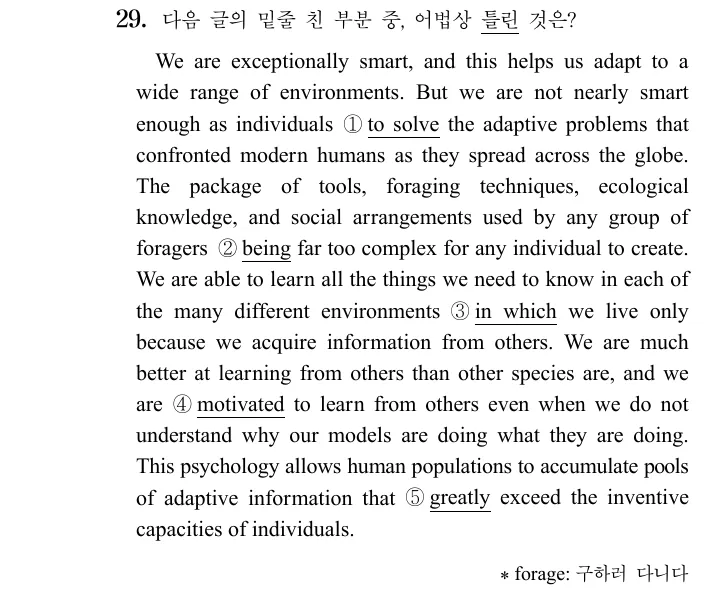 29. 다음 글의 밑줄 친 부분 중, 어법상 틀린 것은?
We are exceptionally smart, and this helps us adapt to a
wide range of environments. But we are not nearly smart
enough as individuals ① to solve the adaptive problems that
confronted modern humans as they spread across the globe.
The package of tools, foraging techniques, ecological
knowledge, and social arrangements used by any group of
foragers ② being far too complex for any individual to create.
We are able to learn all the things we need to know in each of
the many different environments ③ in which we live only
because we acquire information from others. We are much
better at learning from others than other species are, and we
are ④ motivated to learn from others even when we do not
understand why our models are doing what they are doing.
This psychology allows human populations to accumulate pools
of adaptive information that ⑤ greatly exceed the inventive
capacities of individuals.
* forage: 구하러 다니다